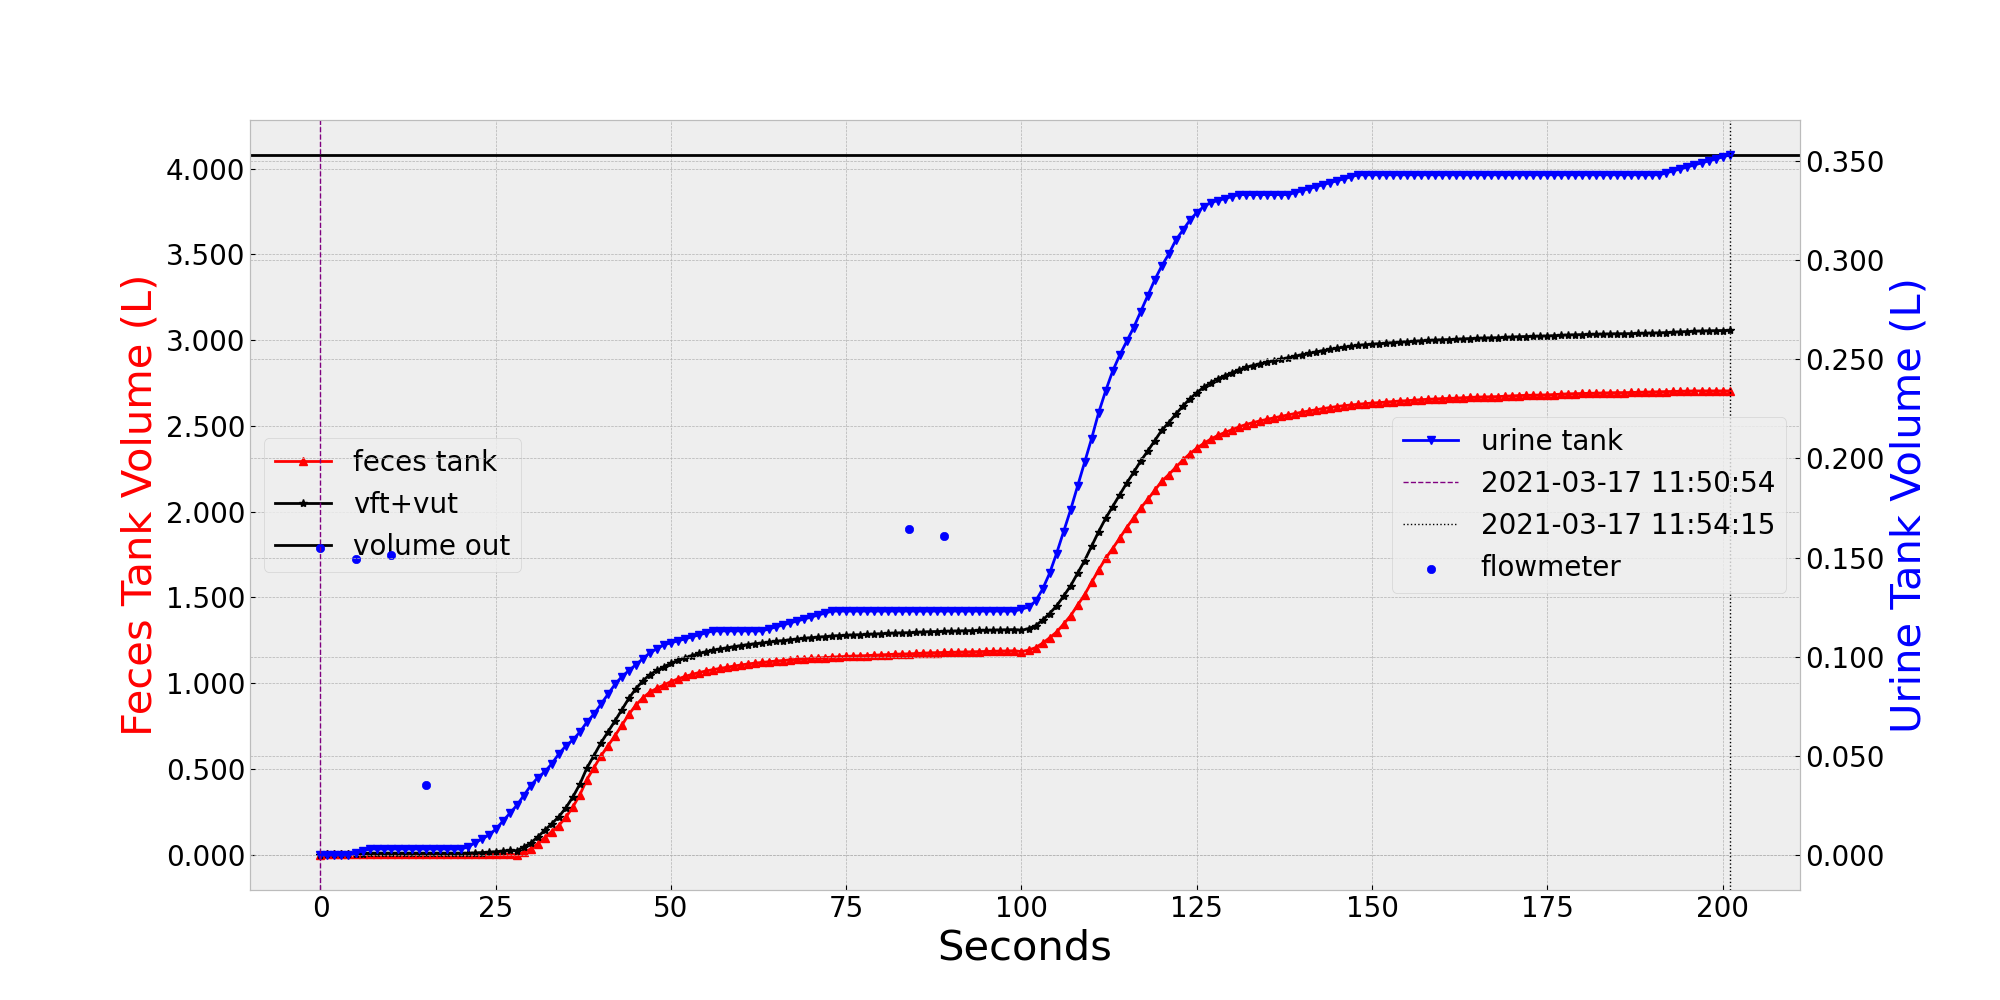 Feces Tank Volume (L)
4.000
3.500
3.000
2.500
2.000
1.500
1.000
0.500
0.000
feces tank
vft+vut
volume out
urine tank
2021-03-17 11:50:54
2021-03-17 11:54:15
flowmeter
0.350
0.300
0.250
0.200
0.150
0.100
0.050
0.000
Urine Tank Volume (L)
0 25 50 75 100 125 150 175 200
Seconds